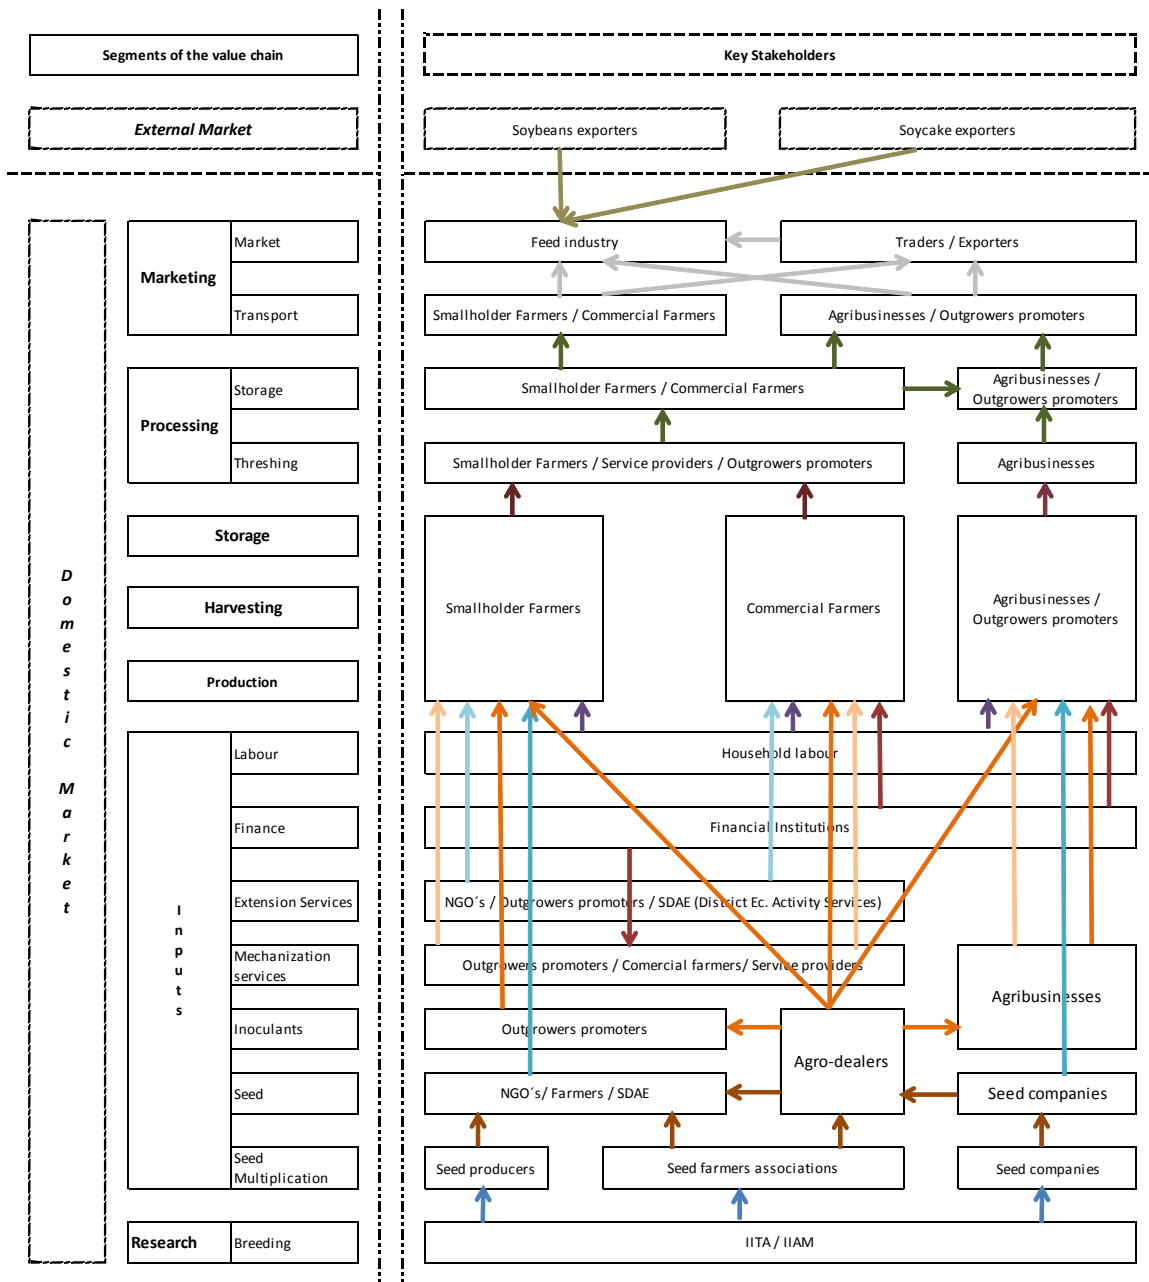 Segments of the value chain
Key Stakeholders
External Market
Soybeans exporters
Soycake exporters
Domestic Market
Marketing
Market
Feed industry
Traders / Exporters
Transport
Smallholder Farmers / Commercial Farmers
Agribusinesses / Outgrowers promoters
Processing
Storage
Smallholder Farmers / Commercial Farmers
Agribusinesses /
Outgrowers promoters
Threshing
Smallholder Farmers / Service providers / Outgrowers promoters
Agribusinesses
Storage
Harvesting
Production
Smallholder Farmers
Commercial Farmers
Agribusinesses /
Outgrowers promoters
Inputs
Labour
Household labour
Finance
Financial Institutions
Extension Services
NGO´s / Outgrowers promoters / SDAE (District Ec. Activity Services)
Mechanization
services
Outgrowers promoters / Comercial farmers/ Service providers
Agribusinesses
Inoculants
Outgrowers promoters
Agro-dealers
Seed
NGO´s/ Farmers / SDAE
Seed companies
Seed
Multiplication
Seed producers
Seed farmers associations
Seed companies
Research
Breeding
IITA / IIAM